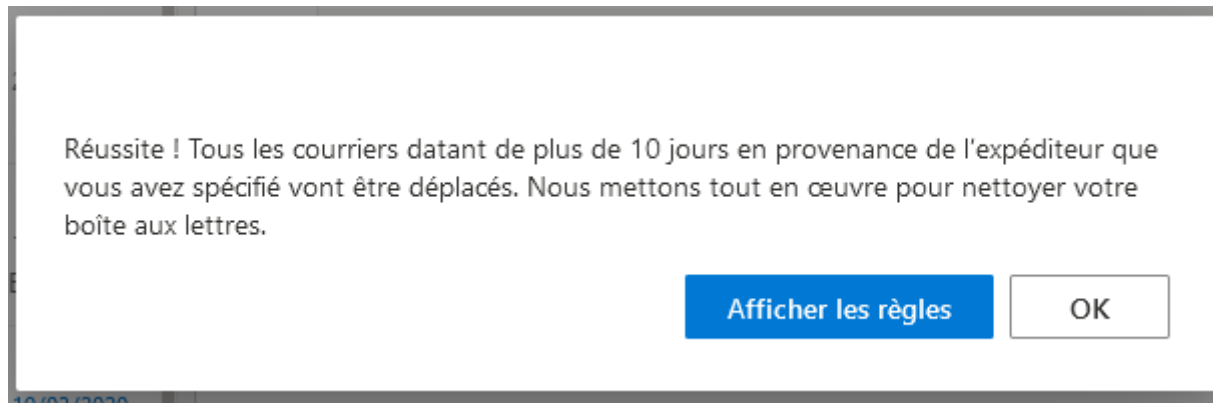 Réussite ! Tous les courriers datant de plus de 10 jours en provenance de l'expéditeur que
vous avez spécifié vont être déplacés. Nous mettons tout en œuvre pour nettoyer votre
boîte aux lettres.
Afficher les règles
OK